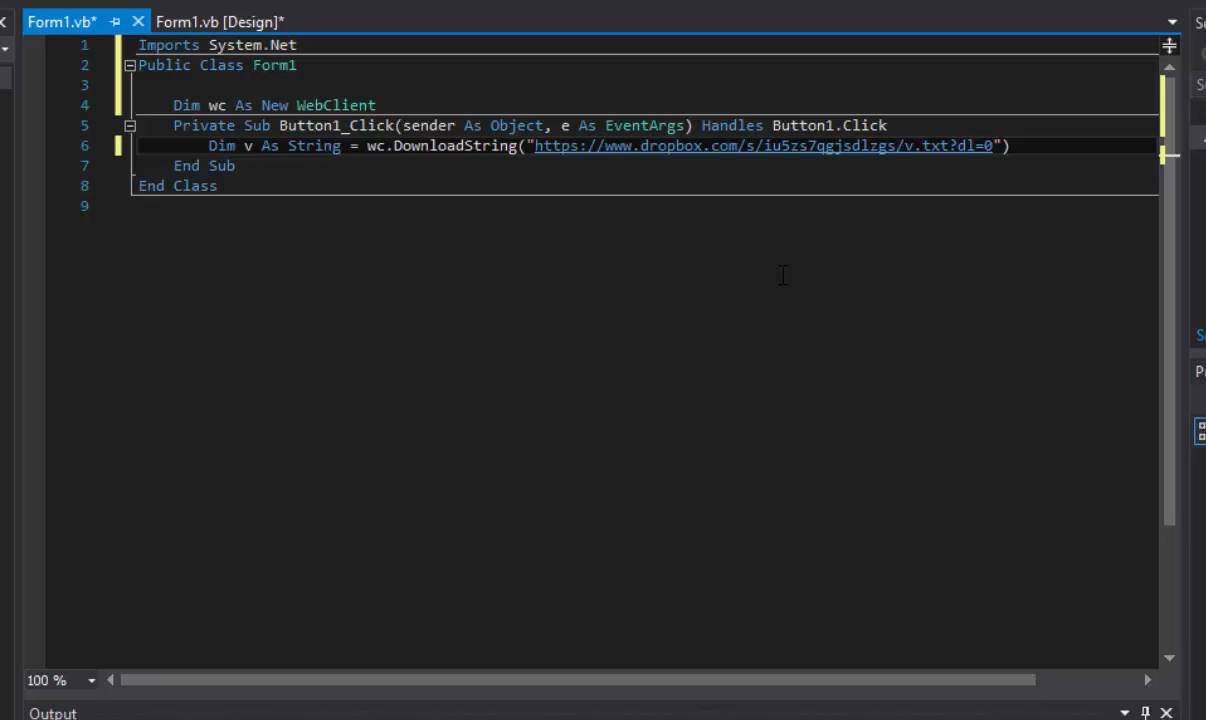 Form1.vb*
Form1.vb [Design]*
1 Imports System.Net
2 Public Class Form1
3
4 Dim wc As New WebClient
5 Private Sub Button1_Click(sender As Object, e As EventArgs) Handles Button1.Click
6 Dim v As String = wc.DownloadString("https://www.dropbox.com/s/iu5zs7qgjsdlzgs/v.txt?dl=0")
7 End Sub
8 End Class
9
100 %
Output